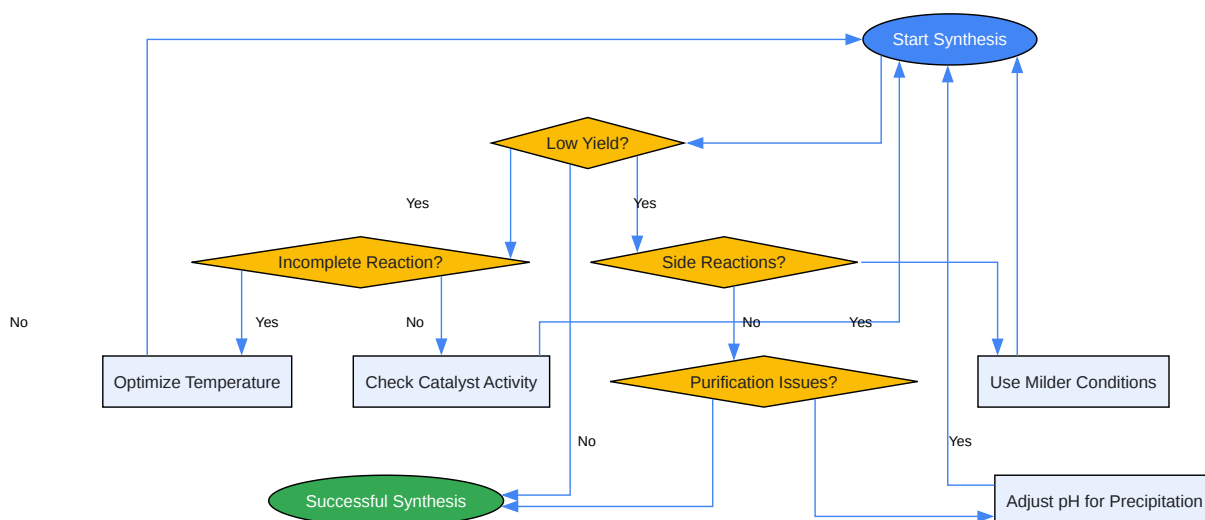 Start Synthesis
Low Yield?
Yes
Yes
Incomplete Reaction?
Side Reactions?
No
Yes
No
No
Yes
Optimize Temperature
Check Catalyst Activity
Purification Issues?
Use Milder Conditions
No
Yes
Successful Synthesis
Adjust pH for Precipitation